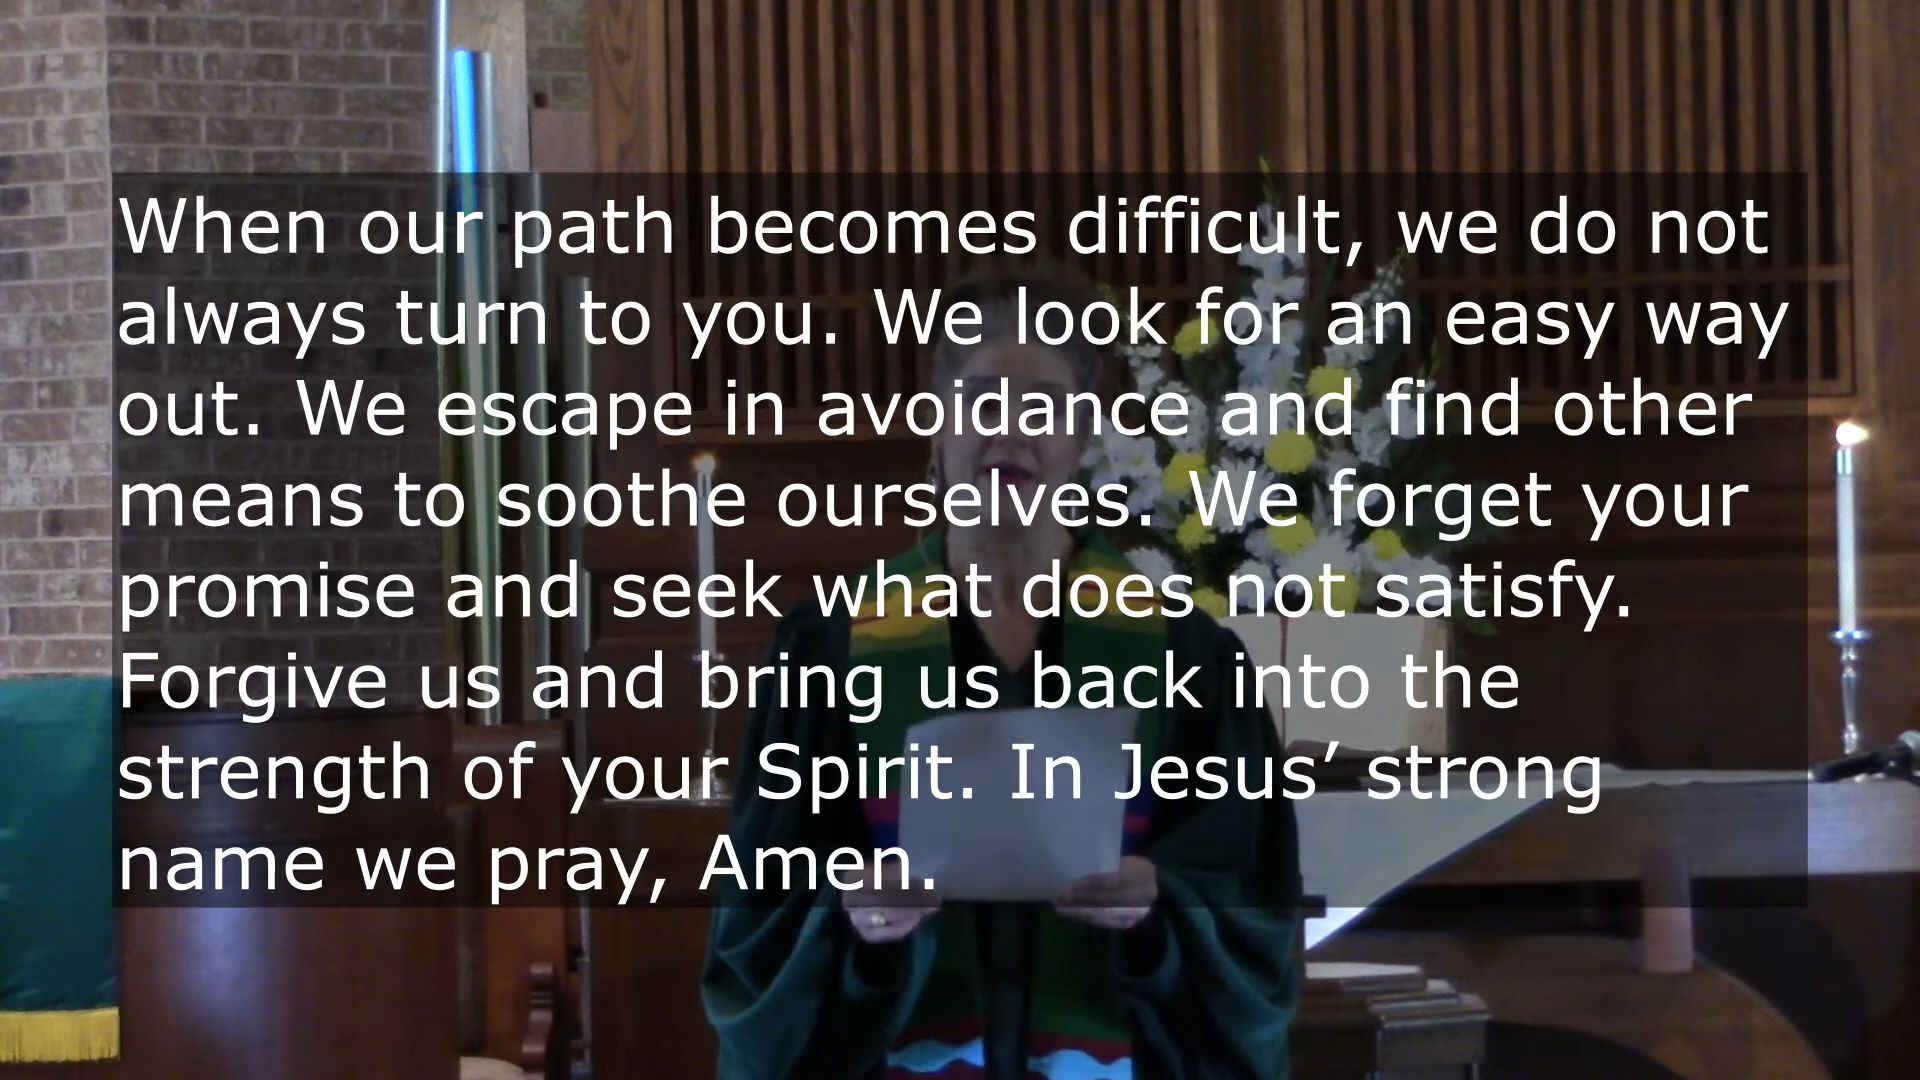 When our path becomes difficult, we do not
always turn to you. We look for an easy way
out. We escape in avoidance and find other
means to soothe ourselves. We forget your
promise and seek what does not satisfy.
Forgive us and bring us back into the
strength of your Spirit. In Jesus’ strong
name we pray, Amen.